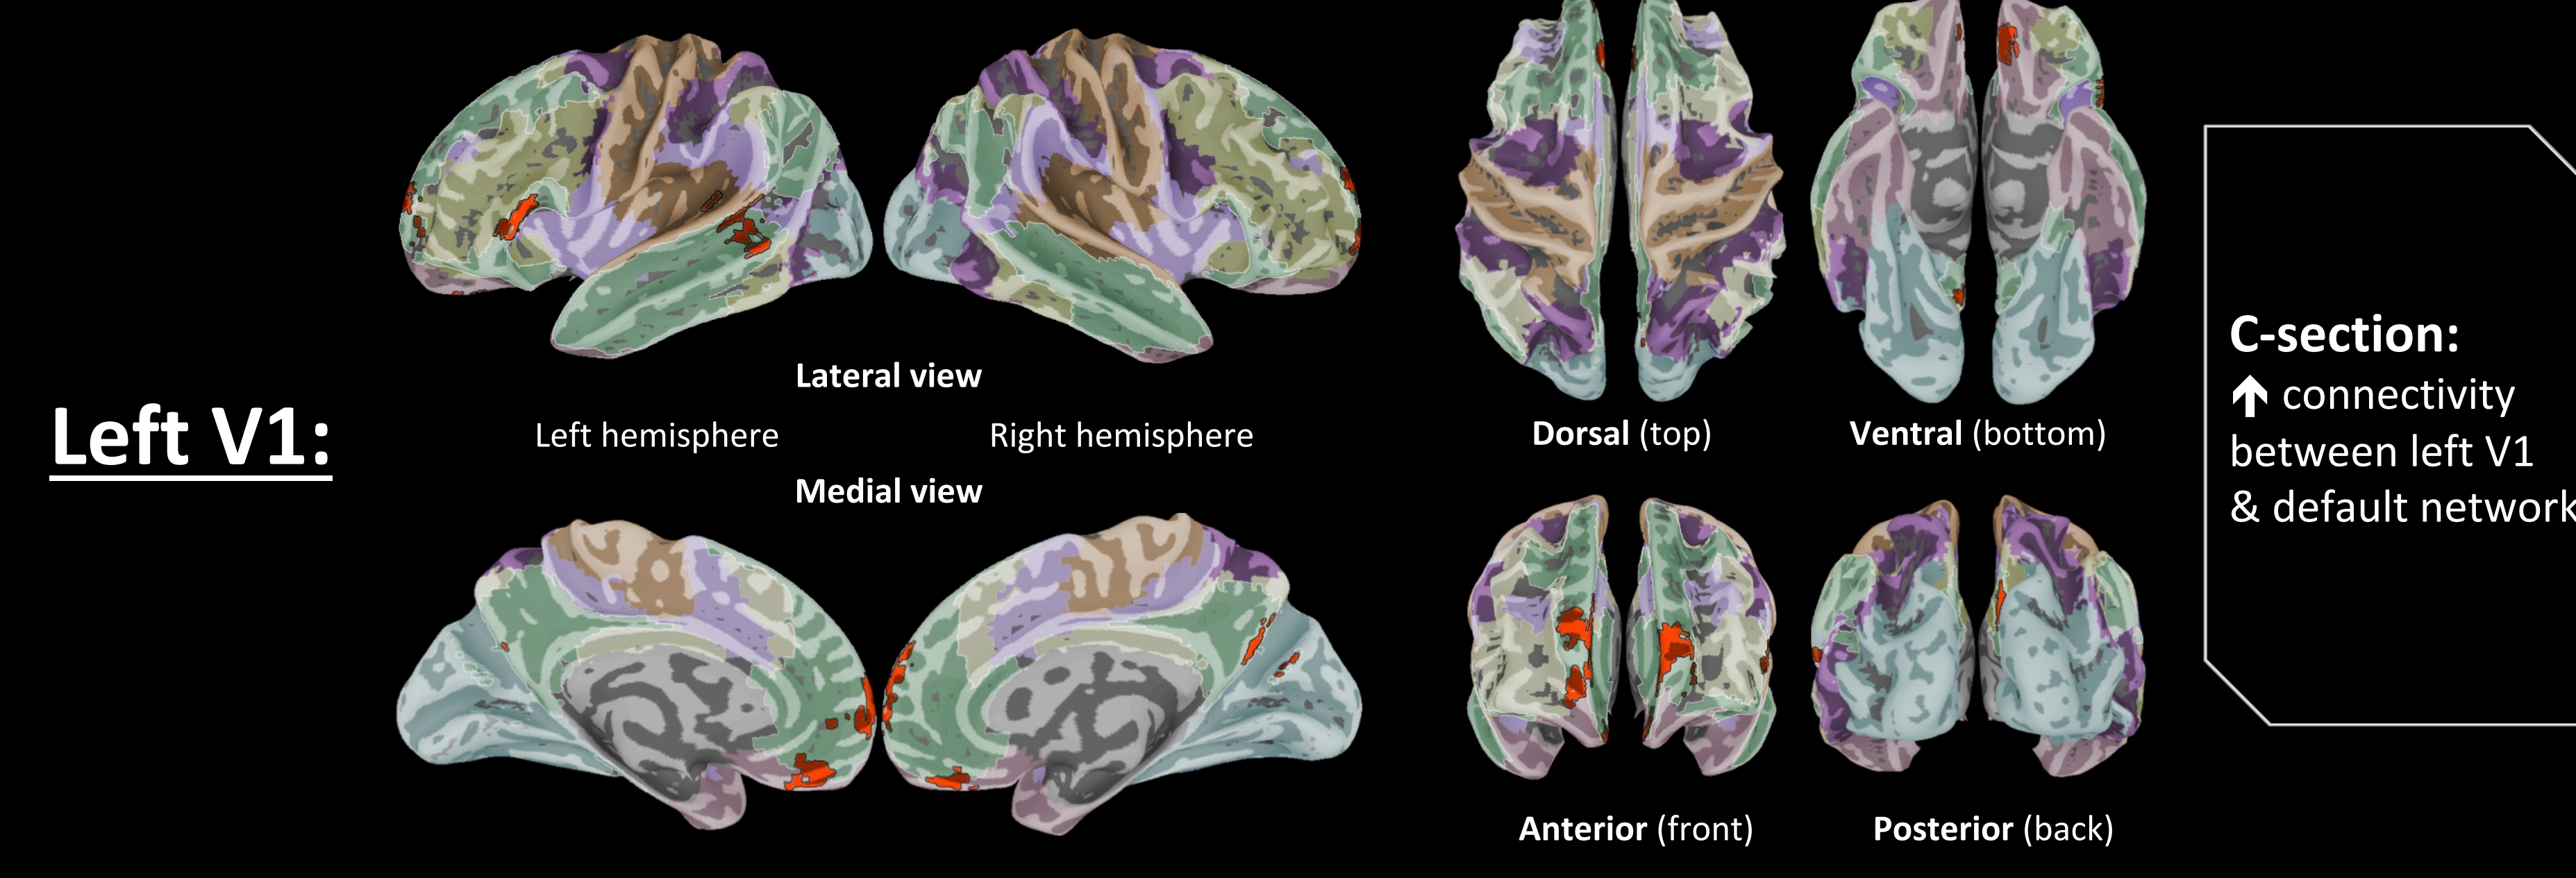 Left V1:
Lateral view
Left hemisphere
Right hemisphere
Medial view
Dorsal (top)
Ventral (bottom)
Anterior (front)
Posterior (back)
C-section:
↑ connectivity
between left V1
& default network